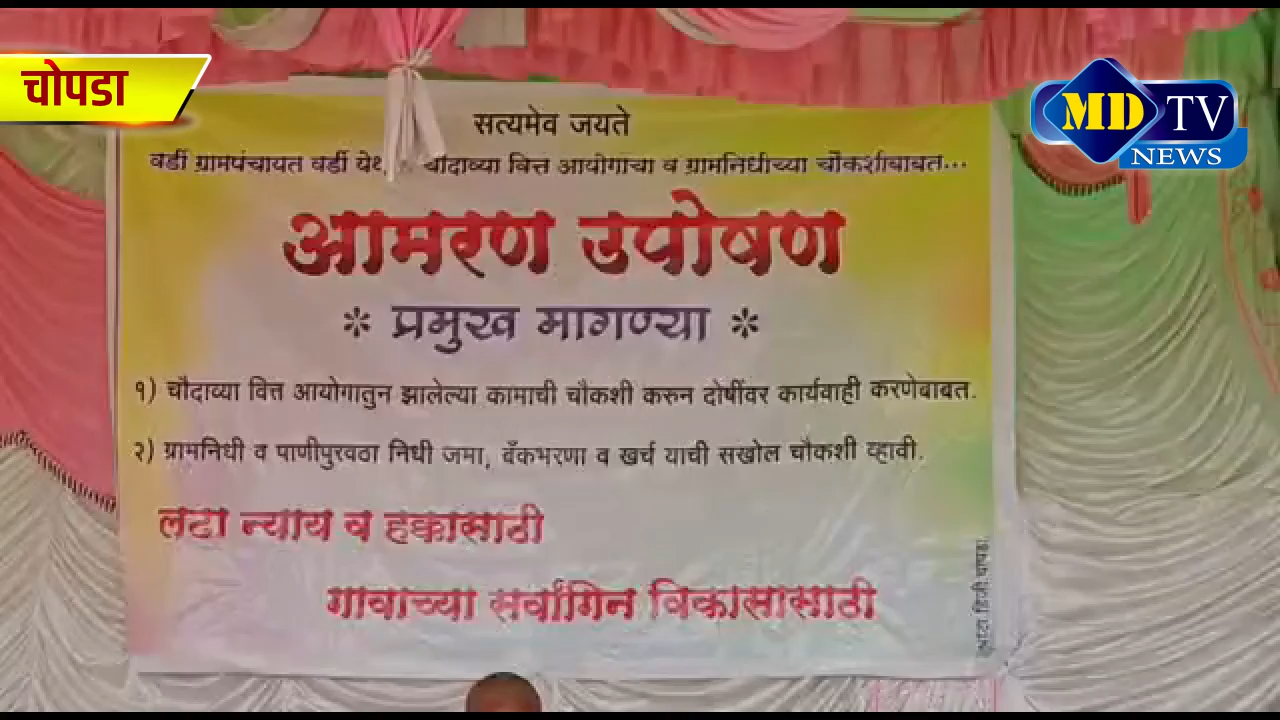 चोपडा
MD TV
NEWS
सत्यमेव जयते
वर्डी ग्रामपंचायत वर्डी चौदाव्या वित्त आयोगाचा व ग्रामनिधीच्या चौकशीबाबत...
आमरण उपोषण
* प्रमुख मागण्या *
१) चौदाव्या वित्त आयोगातुन झालेल्या कामाची चौकशी करुन दोषींवर कार्यवाही करणेबाबत.
२) ग्रामनिधी व पाणीपुरवठा निधी जमा, बँकभरणा व खर्च याची सखोल चौकशी व्हावी.
लढा न्याय व हक्कासाठी
गावाच्या सर्वांगिन विकासासाठी